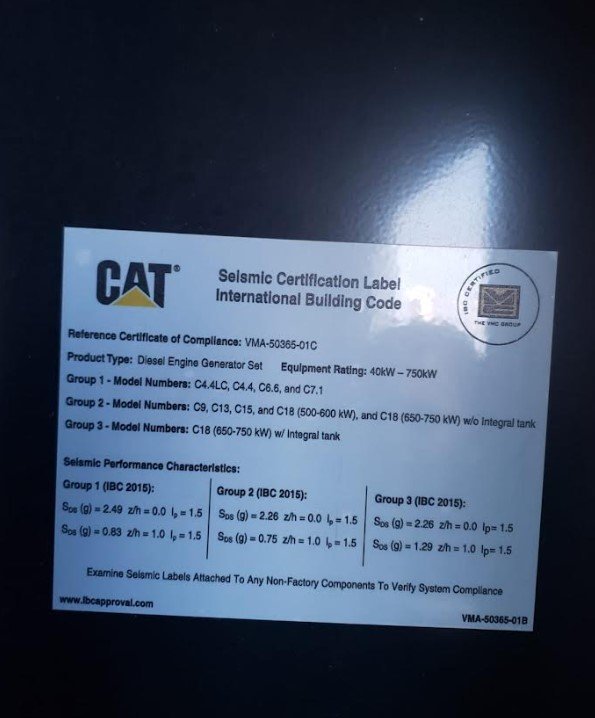 CAT®
Seismic Certification Label
International Building Code
IBC CERTIFIED
THE VMC GROUP
Reference Certificate of Compliance: VMA-50365-01C
Product Type: Diesel Engine Generator Set Equipment Rating: 40kW – 750kW
Group 1 - Model Numbers: C4.4LC, C4.4, C6.6, and C7.1
Group 2 - Model Numbers: C9, C13, C15, and C18 (500-600 kW), and C18 (650-750 kW) w/o Integral tank
Group 3 - Model Numbers: C18 (650-750 kW) w/ Integral tank
Seismic Performance Characteristics:
Group 1 (IBC 2015):
SDS (g) = 2.49 z/h = 0.0 Ip = 1.5
SDS (g) = 0.83 z/h = 1.0 Ip = 1.5
Group 2 (IBC 2015):
SDS (g) = 2.26 z/h = 0.0 Ip = 1.5
SDS (g) = 0.75 z/h = 1.0 Ip = 1.5
Group 3 (IBC 2015):
SDS (g) = 2.26 z/h = 0.0 Ip= 1.5
SDS (g) = 1.29 z/h = 1.0 Ip= 1.5
Examine Seismic Labels Attached To Any Non-Factory Components To Verify System Compliance
www.ibcapproval.com
VMA-50365-01B